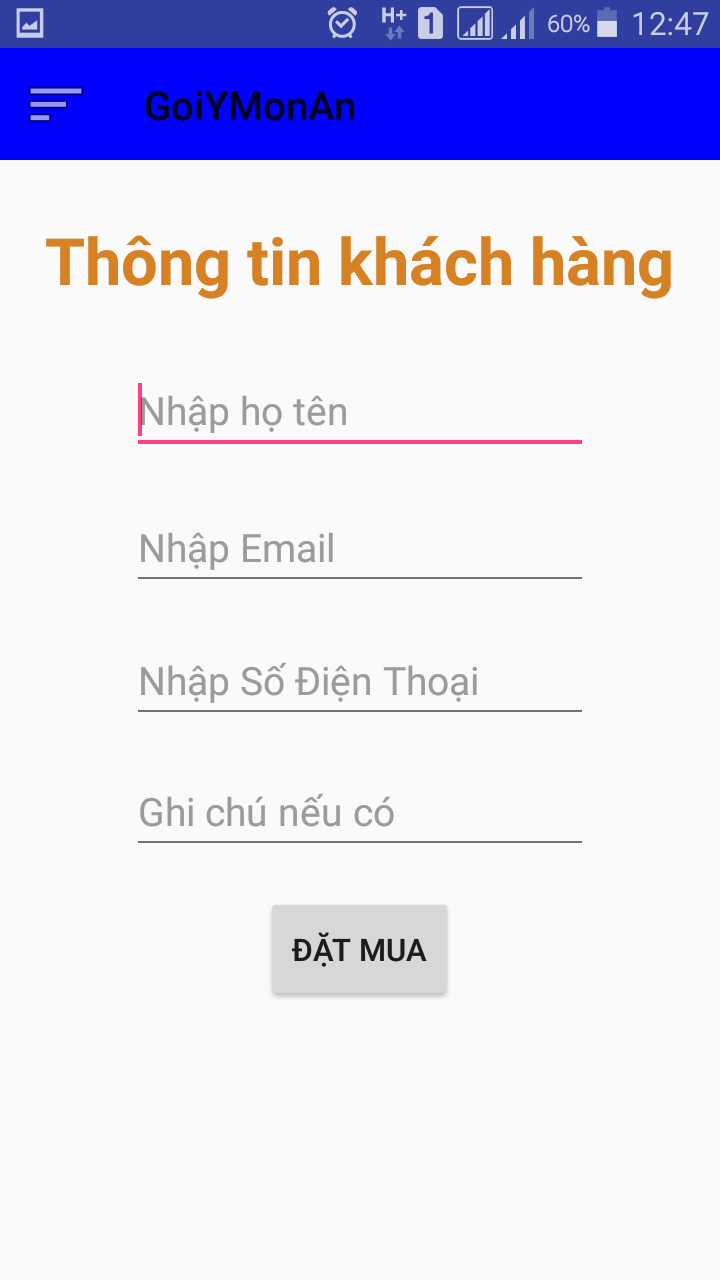 H+ 1 60% 12:47
GoiYMonAn
Thông tin khách hàng
Nhập họ tên
Nhập Email
Nhập Số Điện Thoại
Ghi chú nếu có
ĐẶT MUA